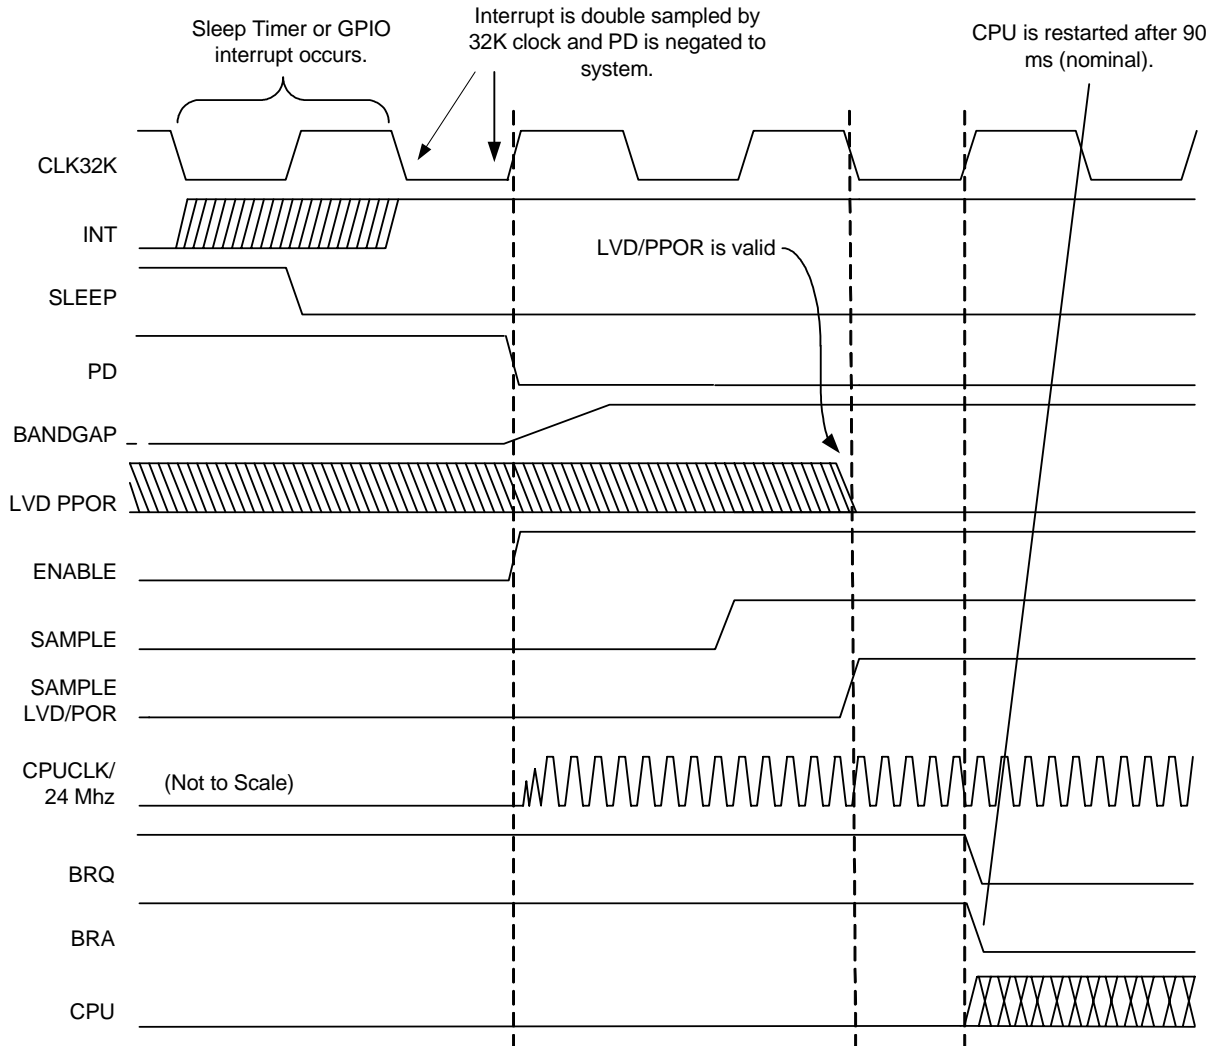 Sleep Timer or GPIO
interrupt occurs.
Interrupt is double sampled by
32K clock and PD is negated to
system.
CPU is restarted after 90
ms (nominal).
CLK32K
INT
LVD/PPOR is valid
SLEEP
PD
BANDGAP
LVD PPOR
ENABLE
SAMPLE
SAMPLE
LVD/POR
CPUCLK/
24 Mhz
(Not to Scale)
BRQ
BRA
CPU